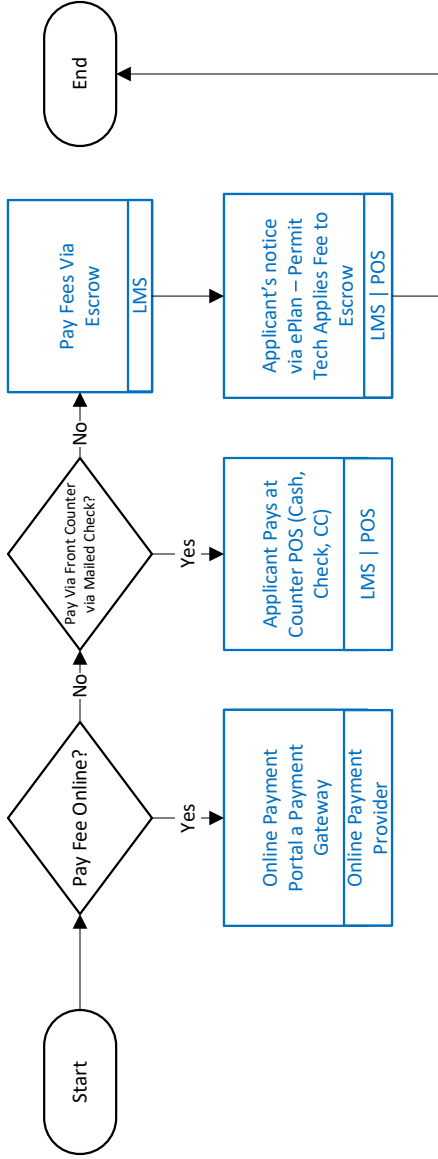 Start
Pay Fee Online?
No
Yes
Online Payment
Portal a Payment
Gateway
Online Payment
Provider
Pay Via Front Counter
via Mailed Check?
No
Yes
Applicant Pays at
Counter POS (Cash,
Check, CC)
LMS | POS
Pay Fees Via
Escrow
LMS
Applicant's notice
via ePlan – Permit
Tech Applies Fee to
Escrow
LMS | POS
End